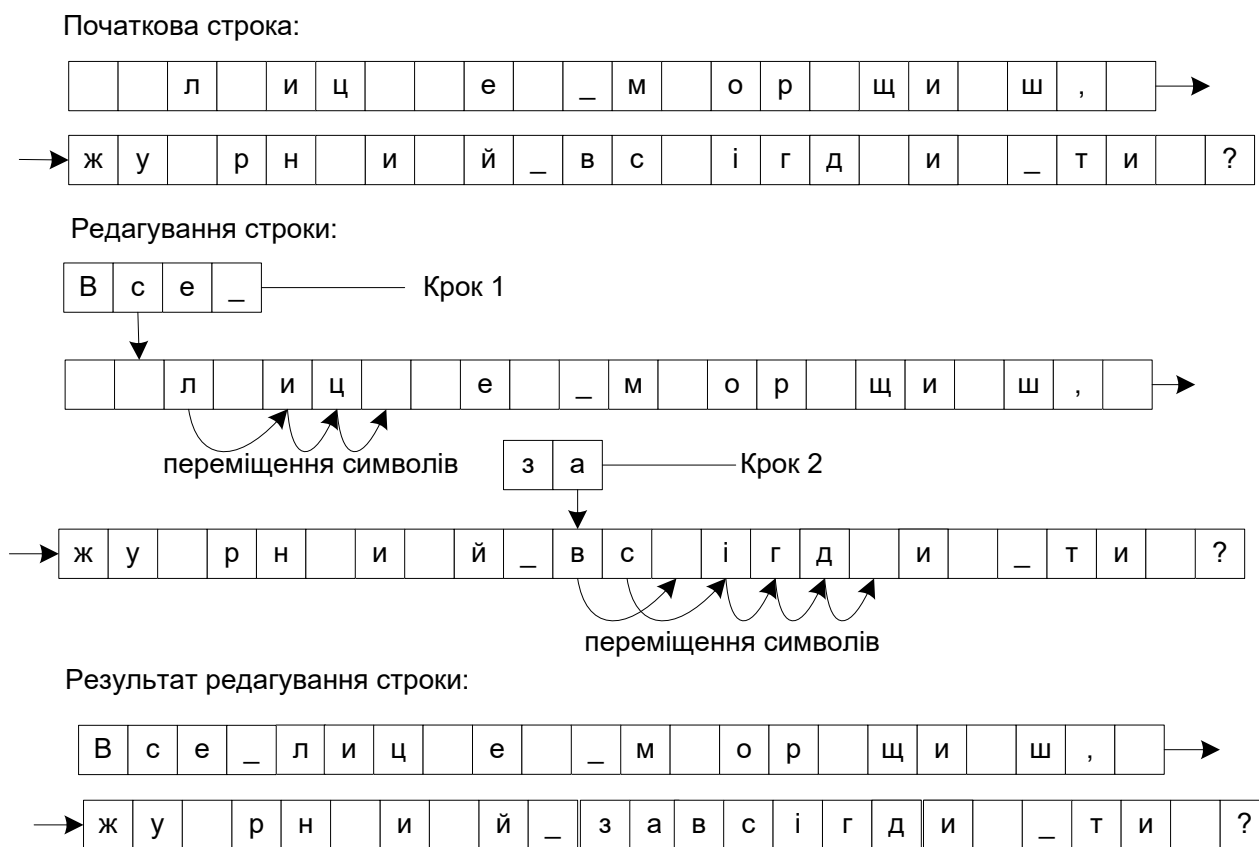 Початкова строка:
л и ц е _ м о р щ и ш ,
ж у р н и й _ в с і г д и _ т и ?
Редагування строки:
В с е _ Крок 1
л и ц е _ м о р щ и ш ,
переміщення символів
з а Крок 2
ж у р н и й _ в с і г д и _ т и ?
переміщення символів
Результат редагування строки:
В с е _ л и ц е _ м о р щ и ш ,
ж у р н и й _ з а в с і г д и _ т и ?